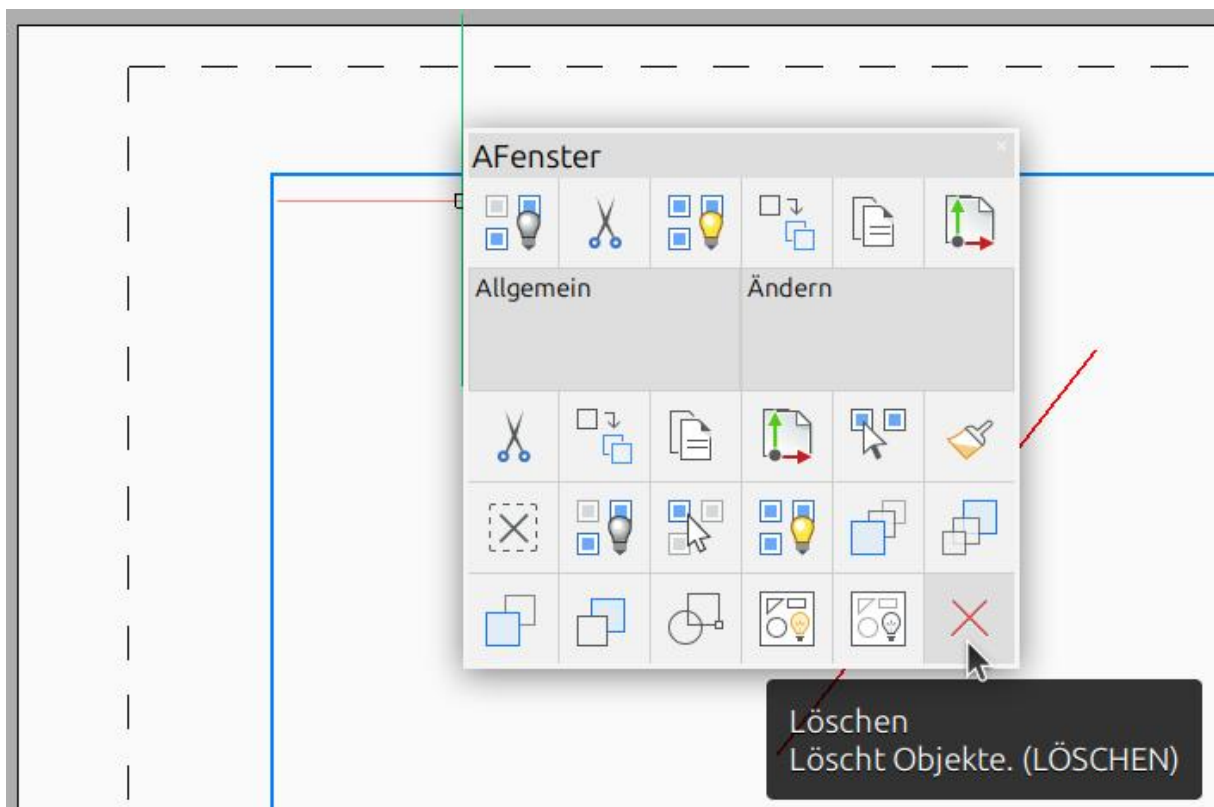 AFenster
Allgemein
Ändern
Löschen
Löscht Objekte. (LÖSCHEN)